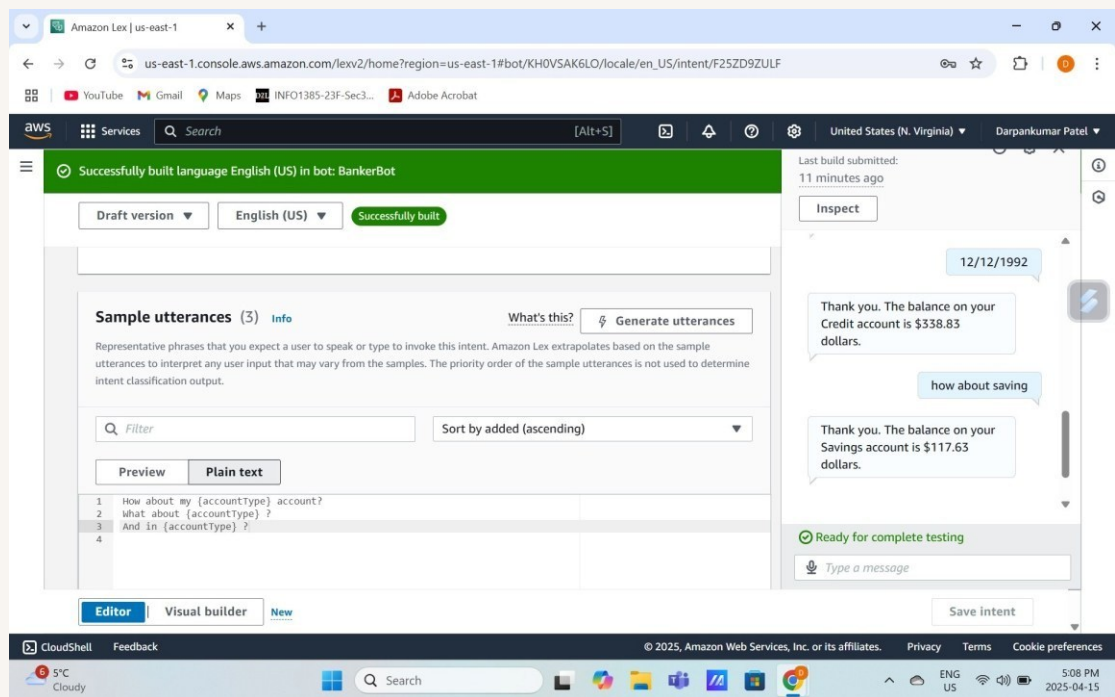 Amazon Lex | us-east-1
us-east-1.console.aws.amazon.com/lexv2/home?region=us-east-1#bot/KH0VSAK6LO/locale/en_US/intent/F25ZD9ZULF
D
YouTube
Gmail
Maps
DZL
INFO1385-23F-Sec3...
Adobe Acrobat
aws
Services
Search
[Alt+S]
United States (N. Virginia) ▼
Darpankumar Patel ▼
Successfully built language English (US) in bot: BankerBot
Draft version ▼
English (US) ▼
Successfully built
Sample utterances (3) Info
What's this?
Generate utterances
Representative phrases that you expect a user to speak or type to invoke this intent. Amazon Lex extrapolates based on the sample
utterances to interpret any user input that may vary from the samples. The priority order of the sample utterances is not used to determine
intent classification output.
Filter
Sort by added (ascending)
Preview
Plain text
1 How about my {accountType} account?
2 What about {accountType} ?
3 And in {accountType} ?
4
Editor
Visual builder
New
Last build submitted:
11 minutes ago
Inspect
12/12/1992
Thank you. The balance on your
Credit account is $338.83
dollars.
how about saving
Thank you. The balance on your
Savings account is $117.63
dollars.
Ready for complete testing
Type a message
Save intent
CloudShell
Feedback
© 2025, Amazon Web Services, Inc. or its affiliates.
Privacy
Terms
Cookie preferences
6
5°C
Cloudy
Search
ENG
US
5:08 PM
2025-04-15